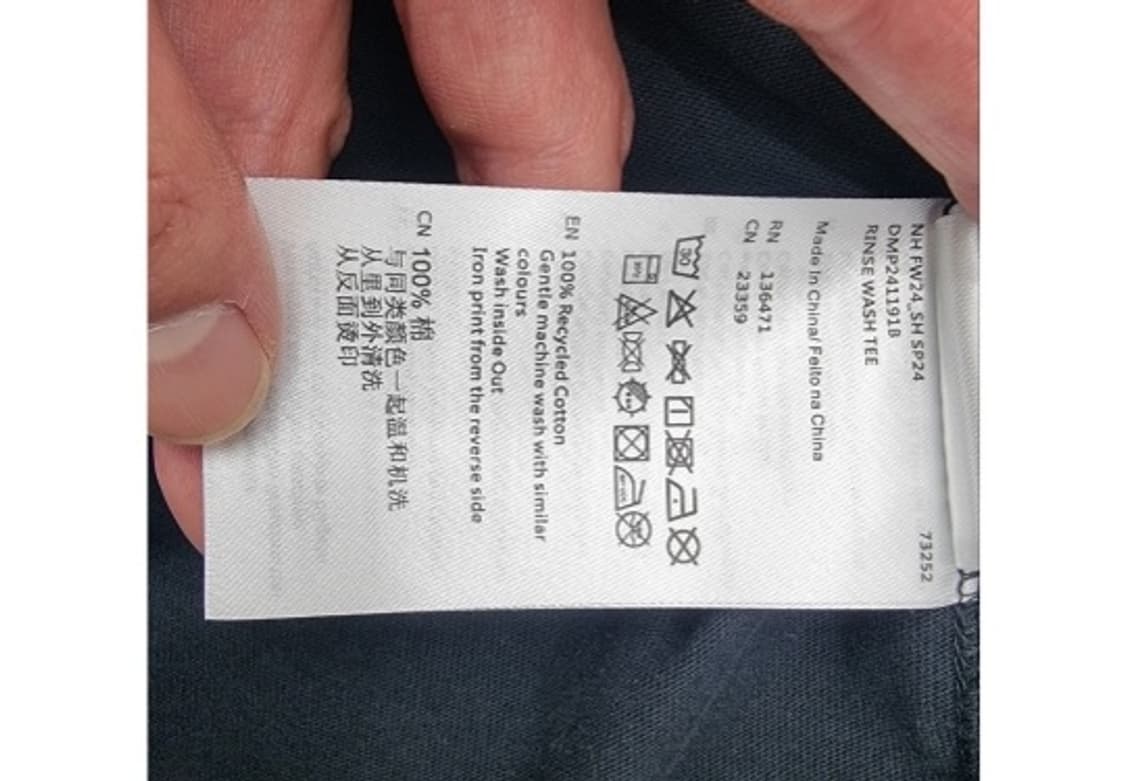 NH FW24_SH SP24
73252
DMP241191B
RINSE WASH TEE
Made In China/ Feito na China
RN 136471
CN 23359
30
EN 100% Recycled Cotton
Gentle machine wash with similar
colours
Wash Inside Out
Iron print from the reverse side
CN 100% 棉
与同类颜色一起温和机洗
从里到外清洗
从反面烫印